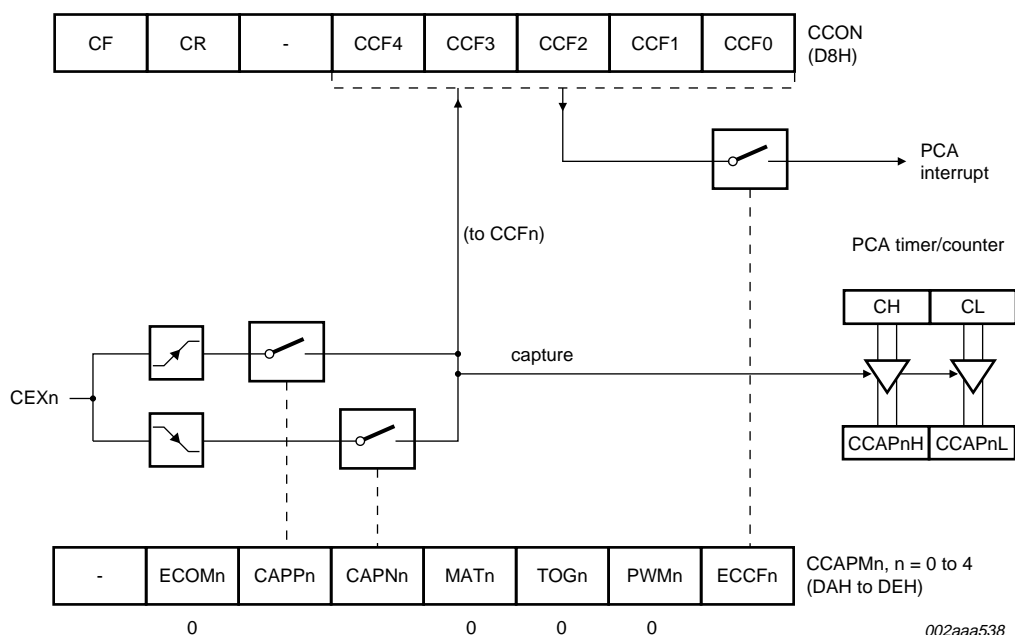 CF CR - CCF4 CCF3 CCF2 CCF1 CCF0 CCON
(D8H)
PCA
interrupt
(to CCFn)
PCA timer/counter
CH CL
capture
CEXn
CCAPnH CCAPnL
- ECOMn CAPPn CAPNn MATn TOGn PWMn ECCFn CCAPMn, n = 0 to 4
(DAH to DEH)
0 0 0 0
002aaa538